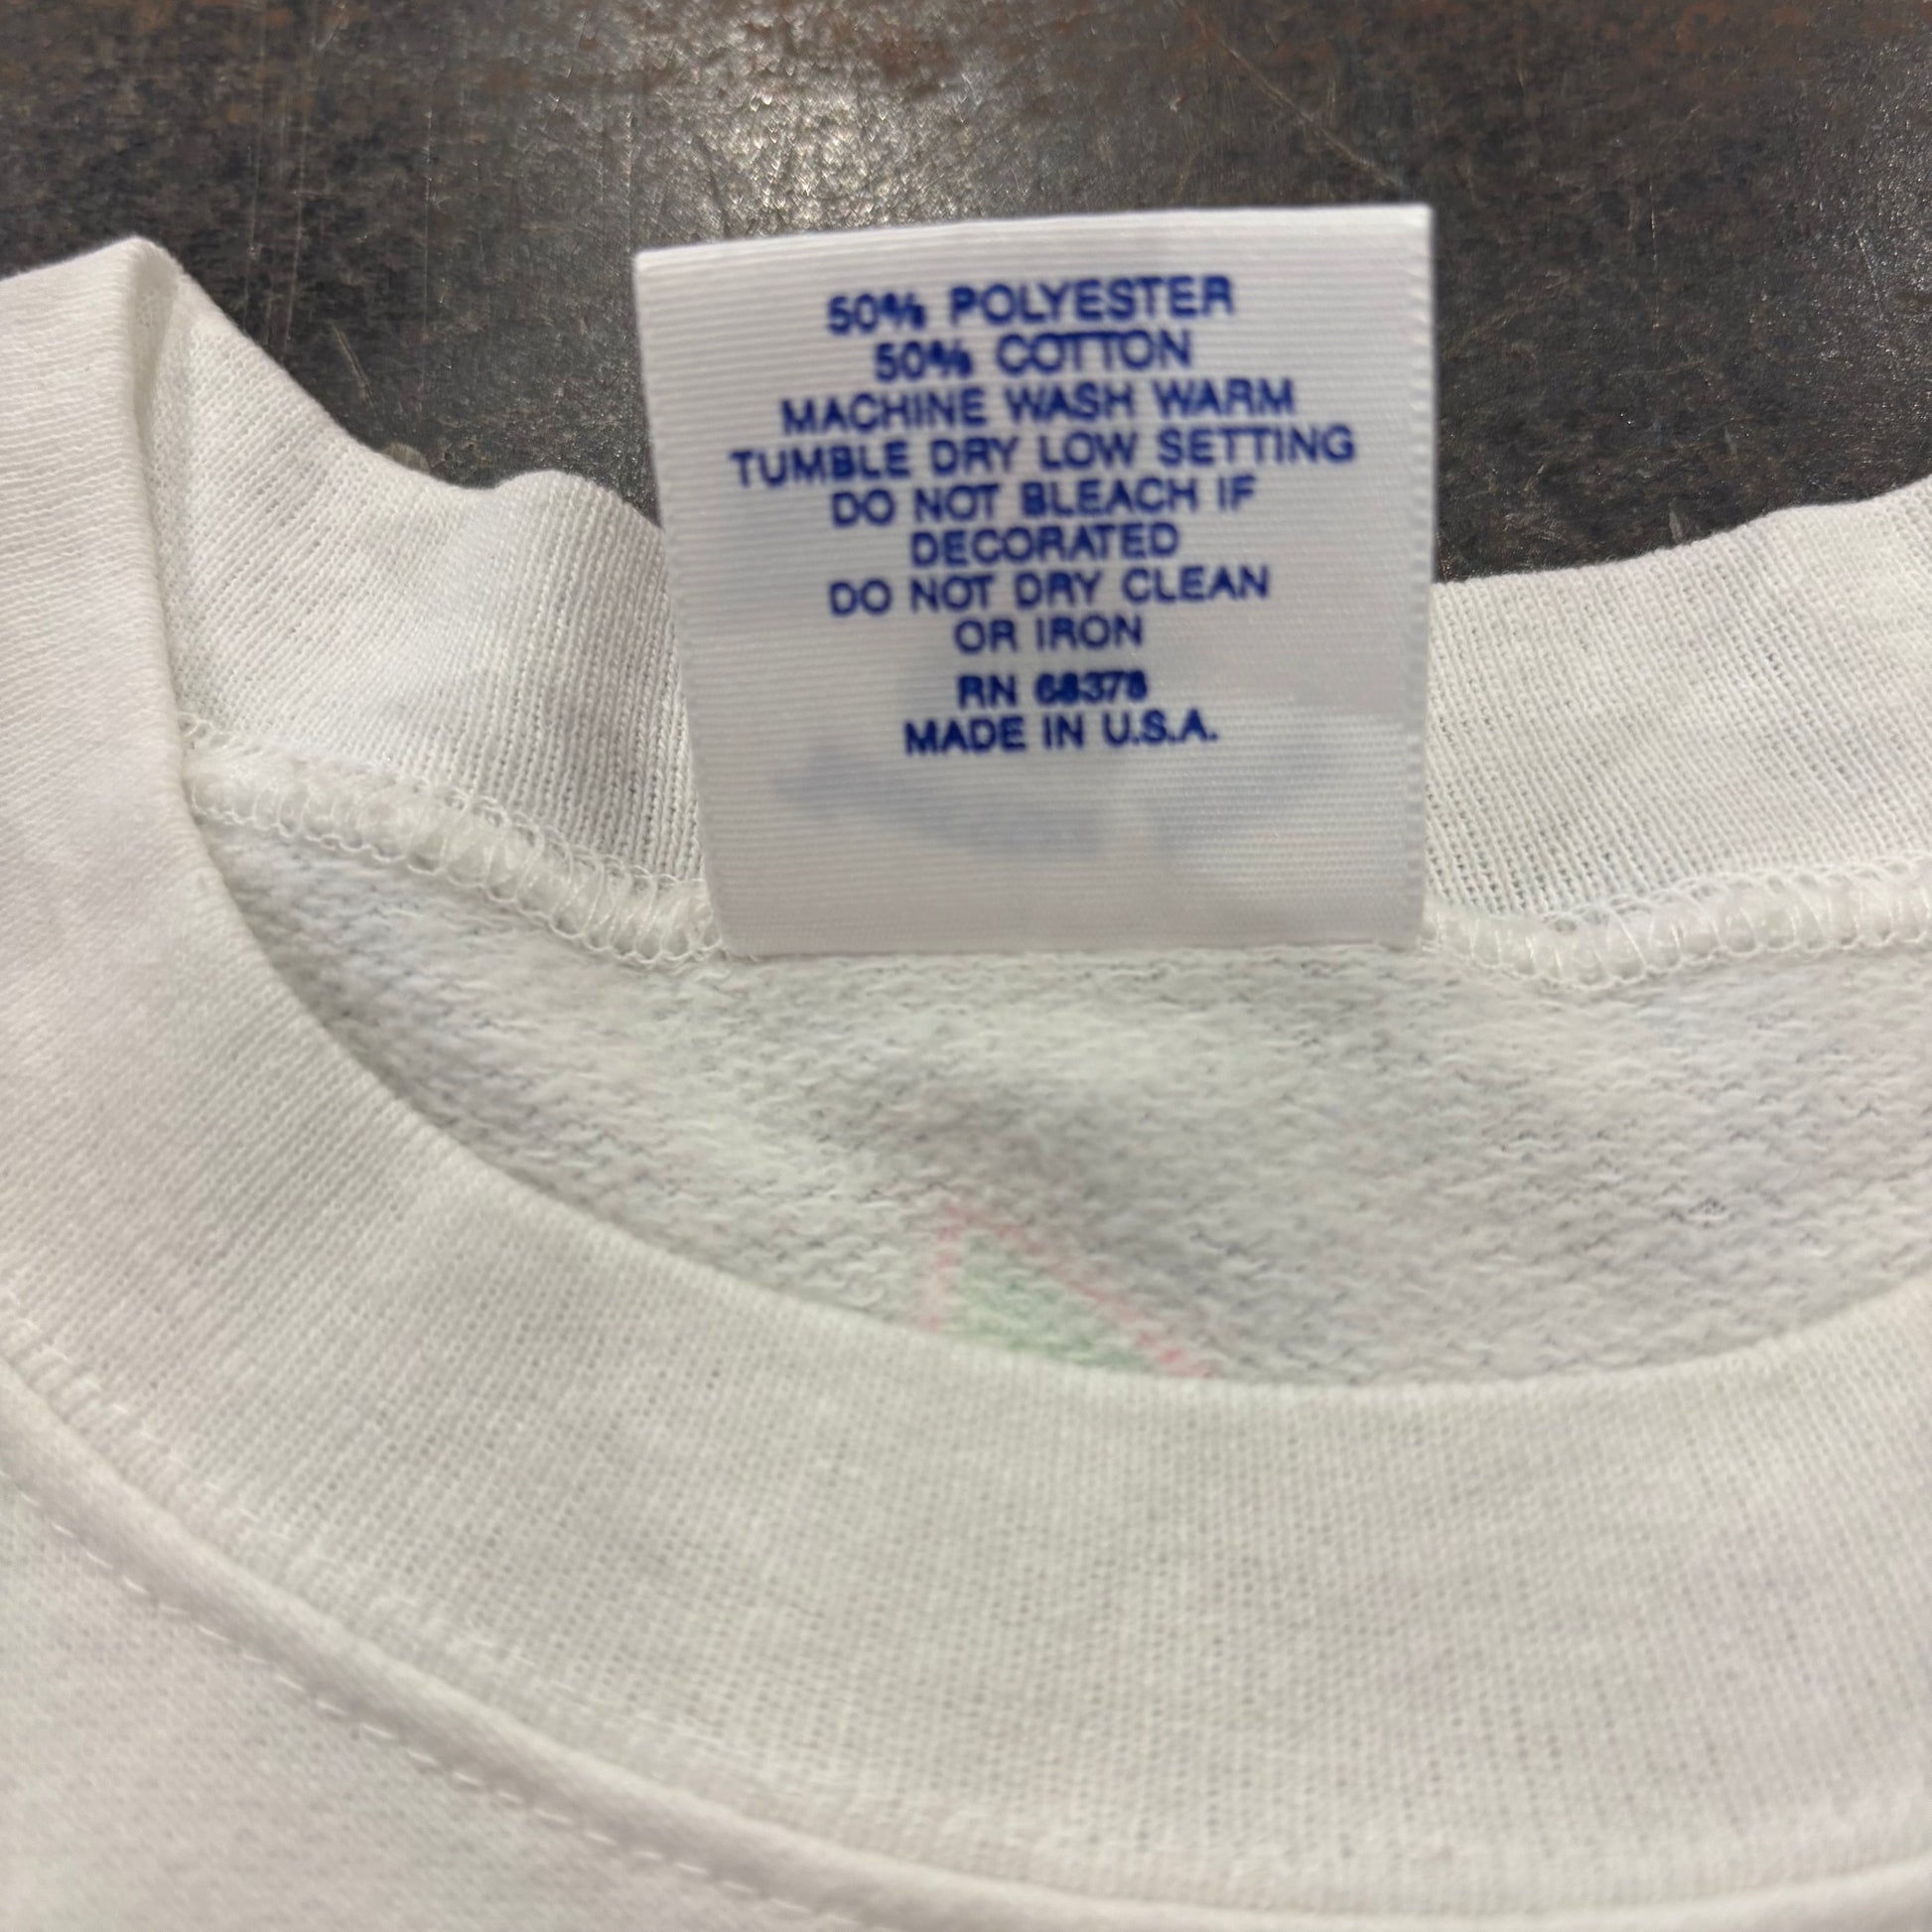 50% POLYESTER
50% COTTON
MACHINE WASH WARM
TUMBLE DRY LOW SETTING
DO NOT BLEACH IF
DECORATED
DO NOT DRY CLEAN
OR IRON
RN 68378
MADE IN U.S.A.